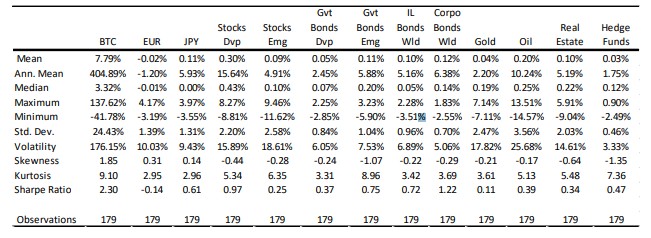 Gvt Gvt IL Corpo
Stocks Stocks Bonds Bonds Bonds Bonds Real Hedge
BTC EUR JPY Dvp Emg Dvp Emg Wld Wld Gold Oil Estate Funds
Mean 7.79% -0.02% 0.11% 0.30% 0.09% 0.05% 0.11% 0.10% 0.12% 0.04% 0.20% 0.10% 0.03%
Ann. Mean 404.89% -1.20% 5.93% 15.64% 4.91% 2.45% 5.88% 5.16% 6.38% 2.20% 10.24% 5.19% 1.75%
Median 3.32% -0.01% 0.00% 0.43% 0.10% 0.07% 0.20% 0.05% 0.14% 0.19% 0.25% 0.22% 0.12%
Maximum 137.62% 4.17% 3.97% 8.27% 9.46% 2.25% 3.23% 2.28% 1.83% 7.14% 13.51% 5.91% 0.90%
Minimum -41.78% -3.19% -3.55% -8.81% -11.62% -2.85% -5.90% -3.51% -2.55% -7.11% -14.57% -9.04% -2.49%
Std. Dev. 24.43% 1.39% 1.31% 2.20% 2.58% 0.84% 1.04% 0.96% 0.70% 2.47% 3.56% 2.03% 0.46%
Volatility 176.15% 10.03% 9.43% 15.89% 18.61% 6.05% 7.53% 6.89% 5.06% 17.82% 25.68% 14.61% 3.33%
Skewness 1.85 0.31 0.14 -0.44 -0.28 -0.24 -1.07 -0.22 -0.29 -0.21 -0.17 -0.64 -1.35
Kurtosis 9.10 2.95 2.96 5.34 6.35 3.31 8.96 3.42 3.69 3.61 5.13 5.48 7.36
Sharpe Ratio 2.30 -0.14 0.61 0.97 0.25 0.37 0.75 0.72 1.22 0.11 0.39 0.34 0.47
Observations 179 179 179 179 179 179 179 179 179 179 179 179 179